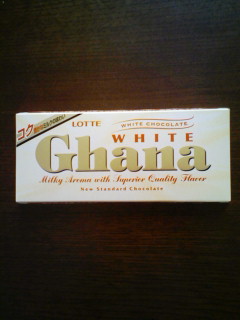 コク
LOTTE
WHITE CHOCOLATE
WHITE
Ghana
Milky Aroma with Superior Quality Flavor
New Standard Chocolate